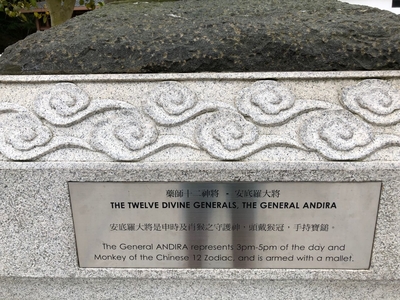 藥師十二神將 • 安底羅大將
THE TWELVE DIVINE GENERALS, THE GENERAL ANDIRA
安底羅大將是申時及肖猴之守護神。頭戴猴冠，手持寶鎚。
The General ANDIRA represents 3pm-5pm of the day and
Monkey of the Chinese 12 Zodiac, and is armed with a mallet.